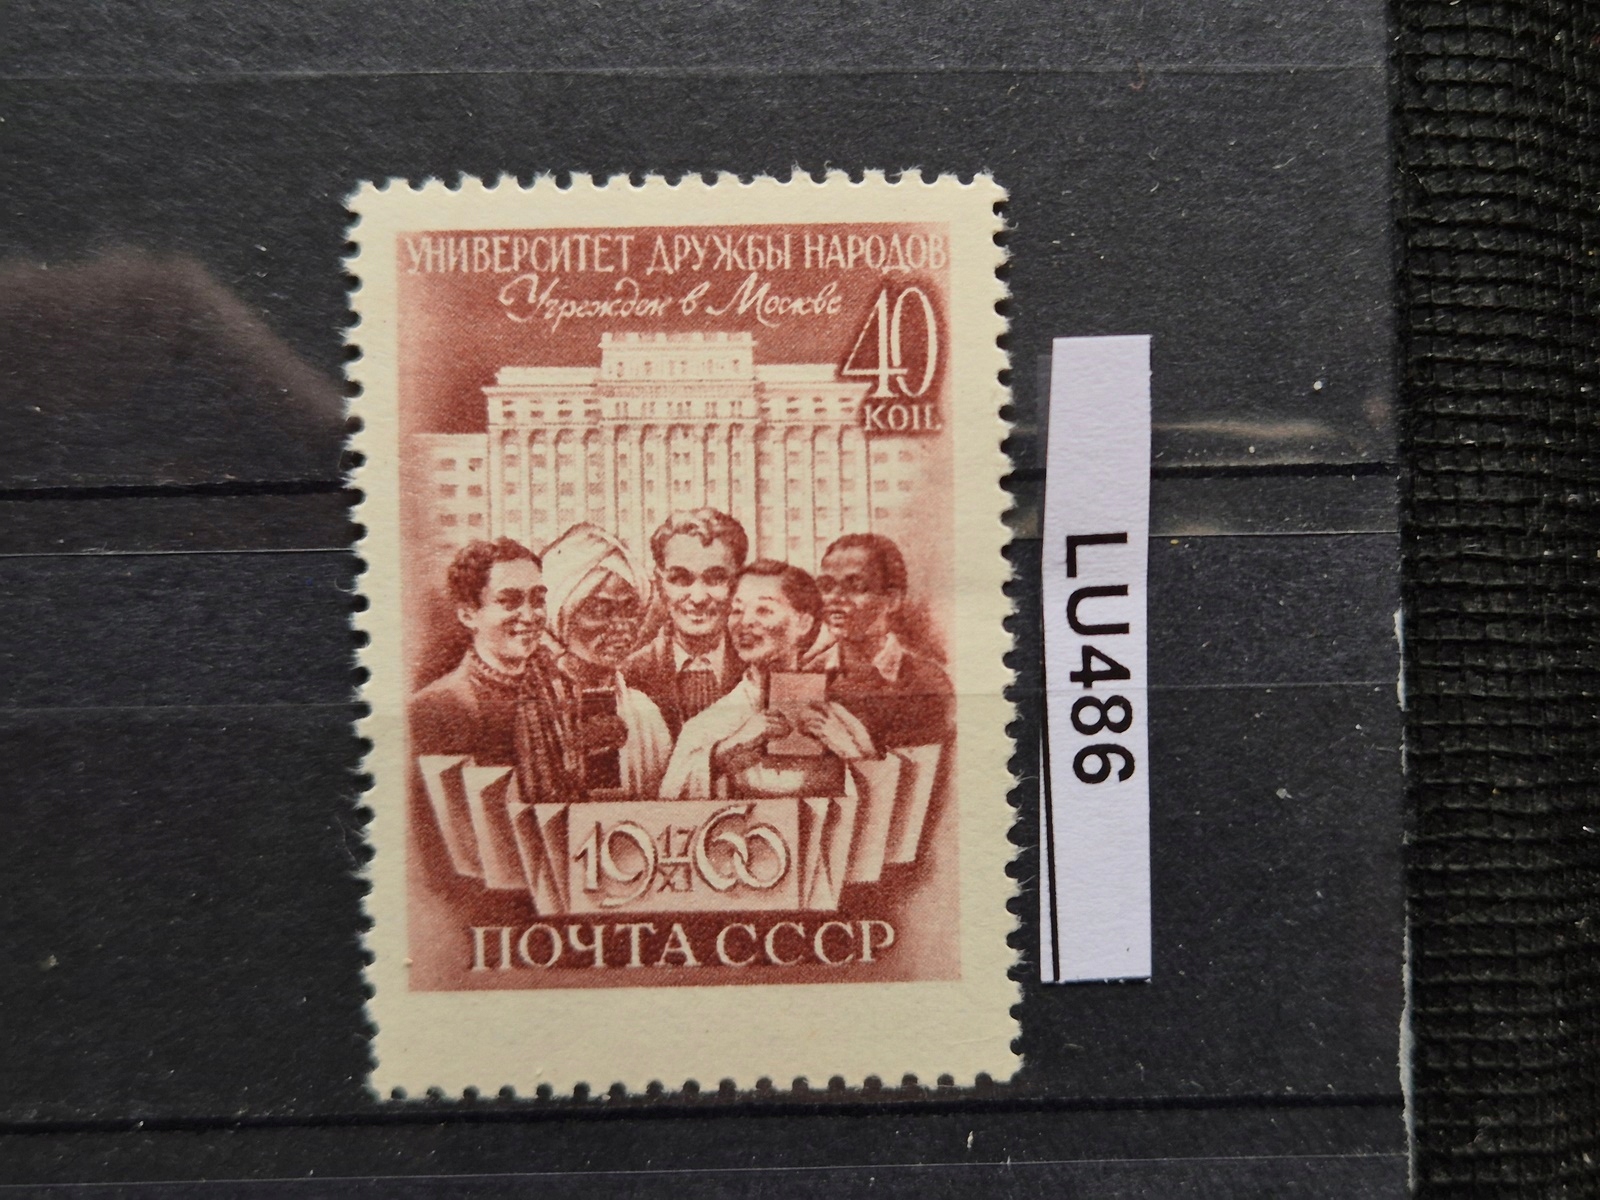 УНИВЕРСИТЕТ ДРУЖБЫ НАРОДОВ
Учрежден в Москве
40
КОП.
19 17/XI 60
ПОЧТА СССР
LU486